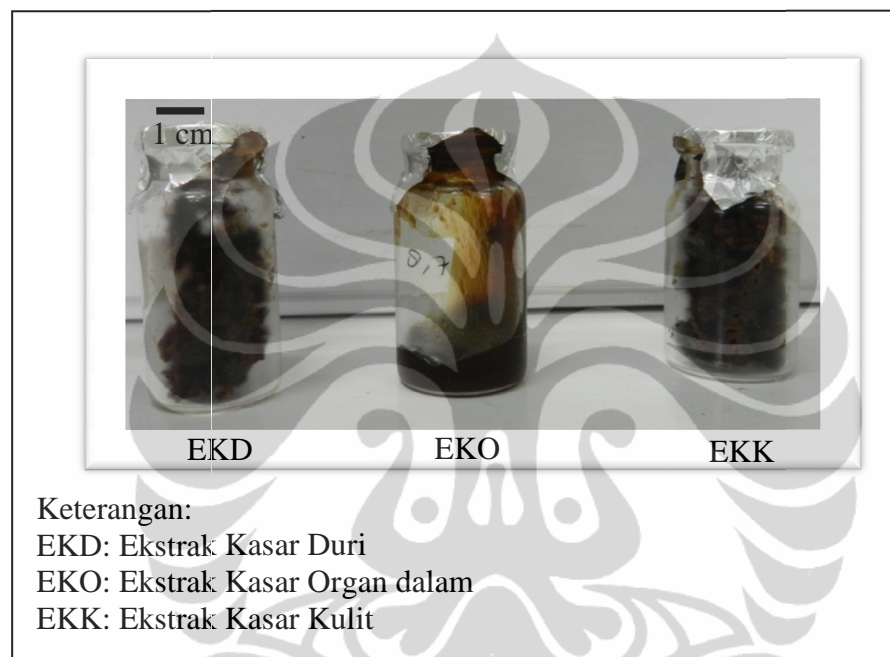 1 cm
8,7
EKD EKO EKK
Keterangan:
EKD: Ekstrak Kasar Duri
EKO: Ekstrak Kasar Organ dalam
EKK: Ekstrak Kasar Kulit